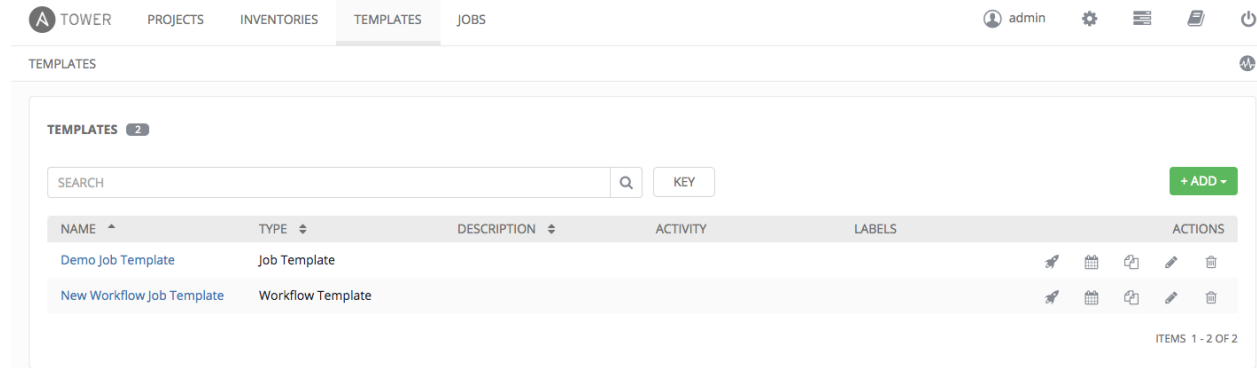 A TOWER PROJECTS INVENTORIES TEMPLATES JOBS admin
TEMPLATES
TEMPLATES 2
SEARCH KEY + ADD
NAME TYPE DESCRIPTION ACTIVITY LABELS ACTIONS
Demo Job Template Job Template
New Workflow Job Template Workflow Template
ITEMS 1 - 2 OF 2